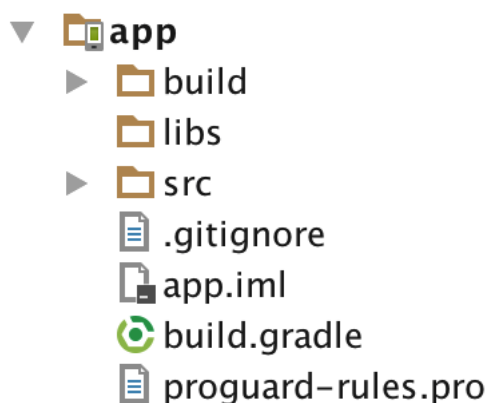 app
build
libs
src
.gitignore
app.iml
build.gradle
proguard-rules.pro